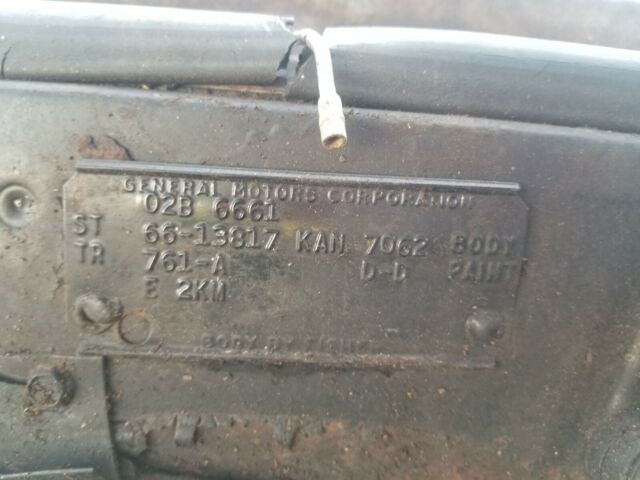 GENERAL MOTORS CORPORATION
02B 6661
ST 66-13817 KAN 7062 BODY
TR 761-A D-D PAINT
E 2KM
BODY BY FISHER